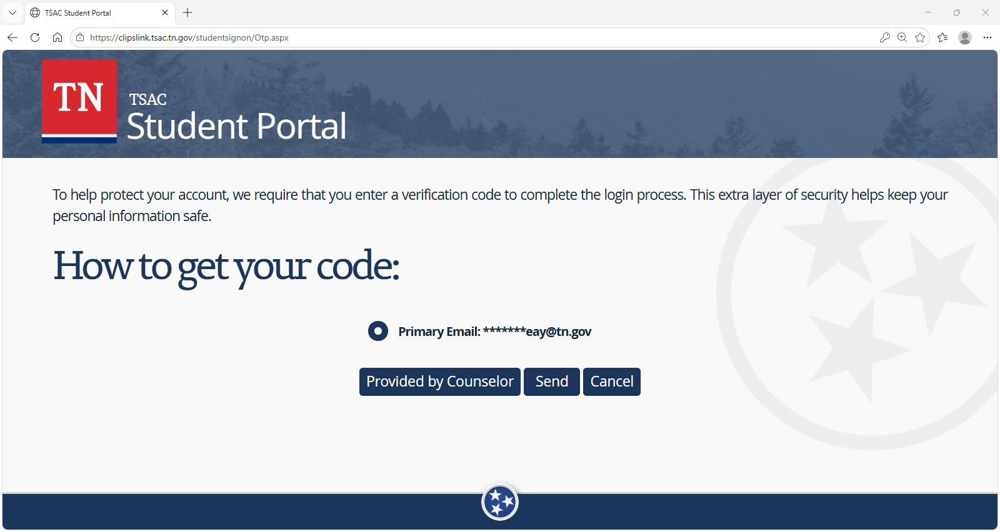 TSAC Student Portal
https://clipslink.tsac.tn.gov/studentsignon/Otp.aspx
TN
TSAC
Student Portal
To help protect your account, we require that you enter a verification code to complete the login process. This extra layer of security helps keep your
personal information safe.
How to get your code:
Primary Email: *******eay@tn.gov
Provided by Counselor Send Cancel